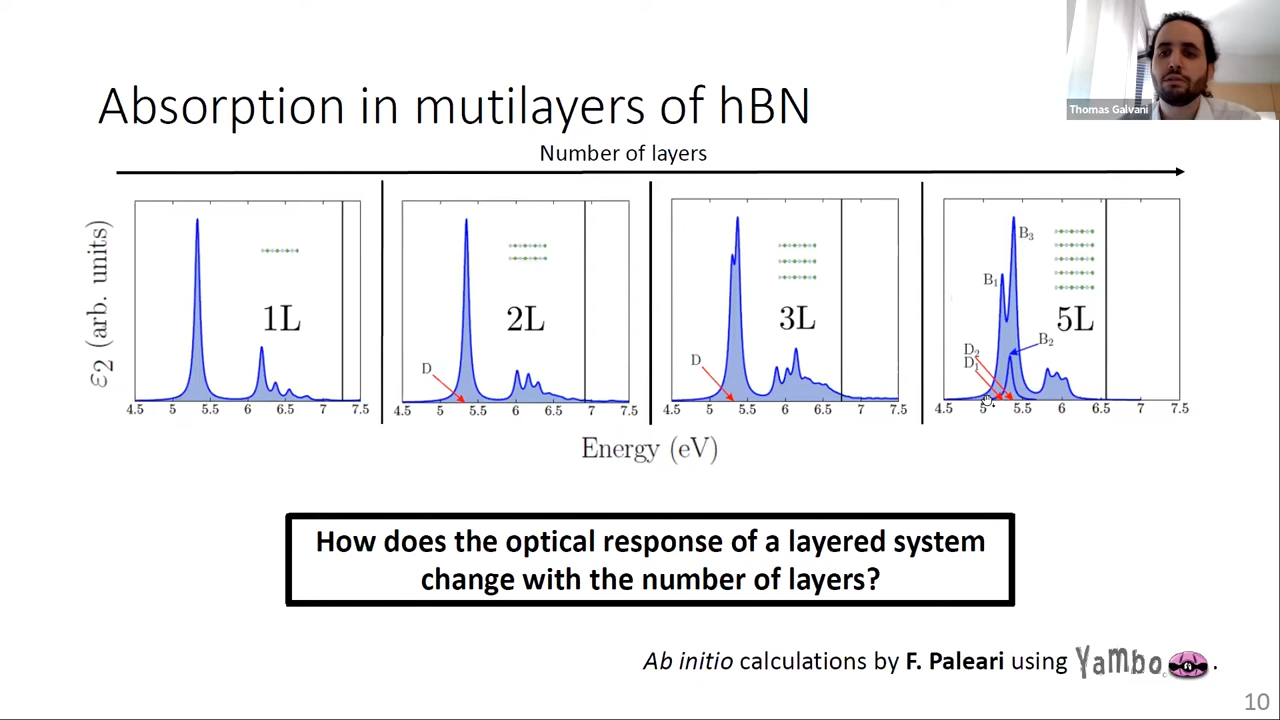 Thomas Galvani
Absorption in mutilayers of hBN
Number of layers
ε2 (arb. units)
1L
4.5 5 5.5 6 6.5 7 7.5
2L
D
4.5 5 5.5 6 6.5 7 7.5
3L
D
4.5 5 5.5 6 6.5 7 7.5
B3
B1
5L
B2
D2
D1
4.5 5 5.5 6 6.5 7 7.5
Energy (eV)
How does the optical response of a layered system
change with the number of layers?
Ab initio calculations by F. Paleari using Yambo .
10